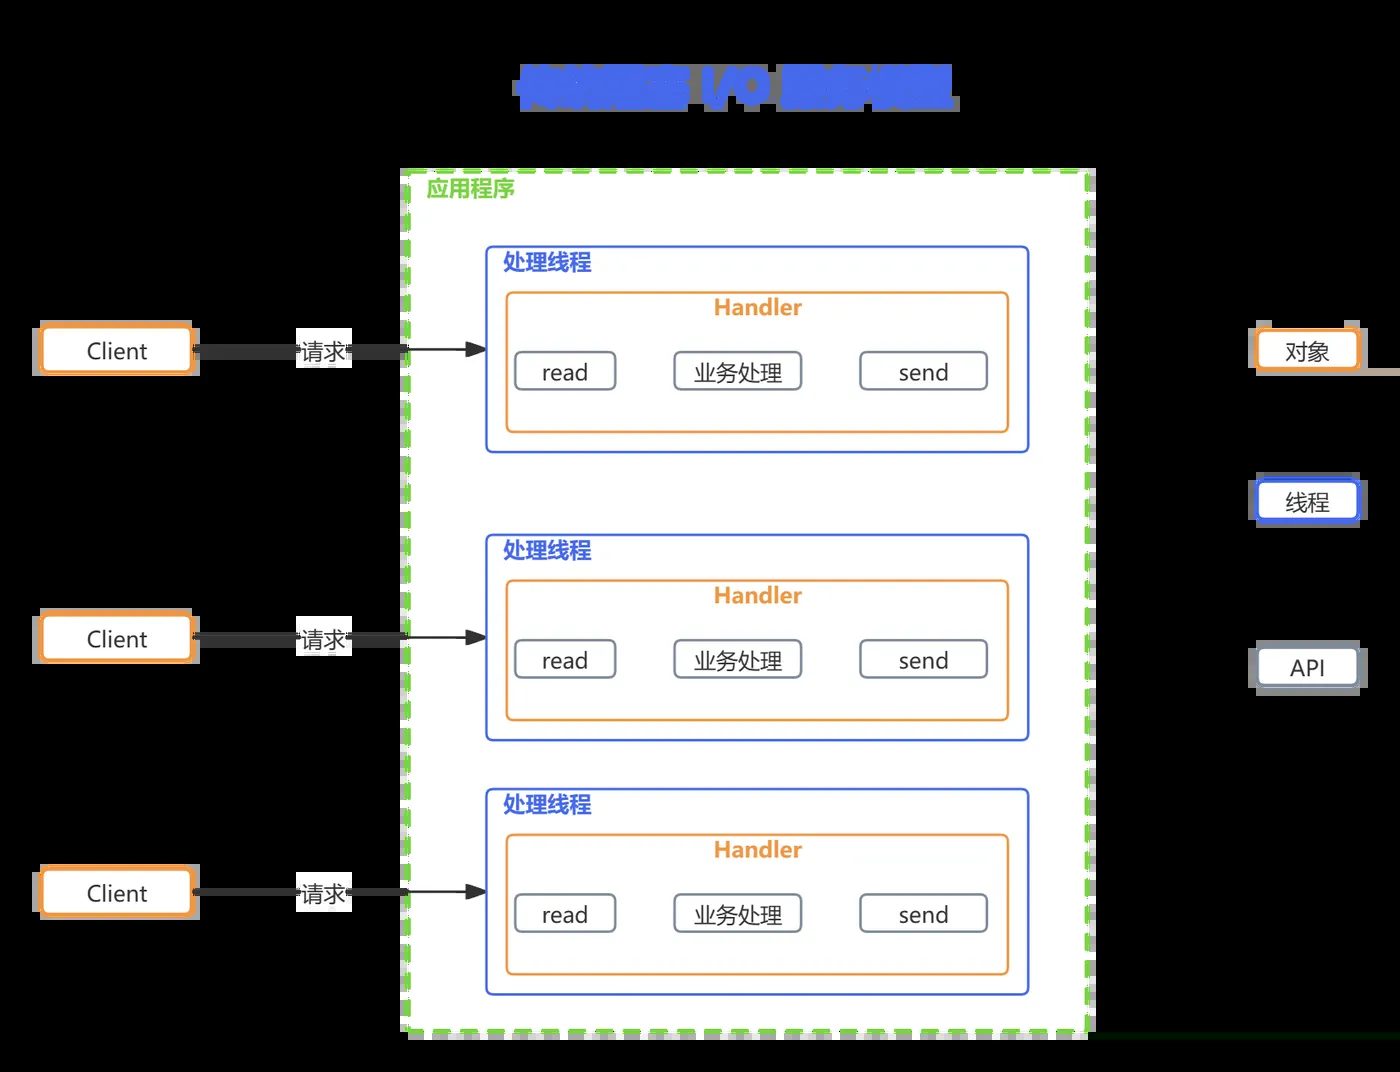 I/O
应用程序
处理线程
Handler
Client
请求
read
业务处理
send
对象
线程
处理线程
Handler
Client
请求
read
业务处理
send
API
处理线程
Handler
Client
请求
read
业务处理
send